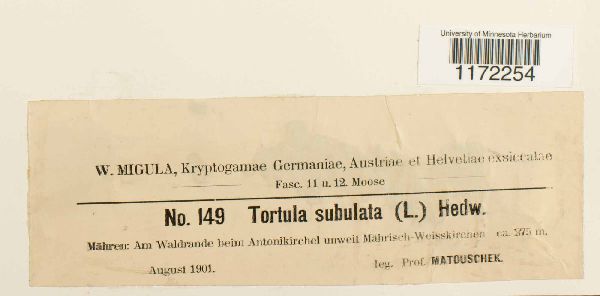 University of Minnesota Herbarium
1172254
W. MIGULA, Kryptogamae Germaniae, Austriae et Helvetiae exsiccatae
Fasc. 11 u. 12. Moose
No. 149 Tortula subulata (L.) Hedw.
Mähren: Am Waldrande beim Antonikirchel unweit Mährisch-Weisskirchen ca. 375 m.
August 1901. leg. Prof. MATOUSCHEK.